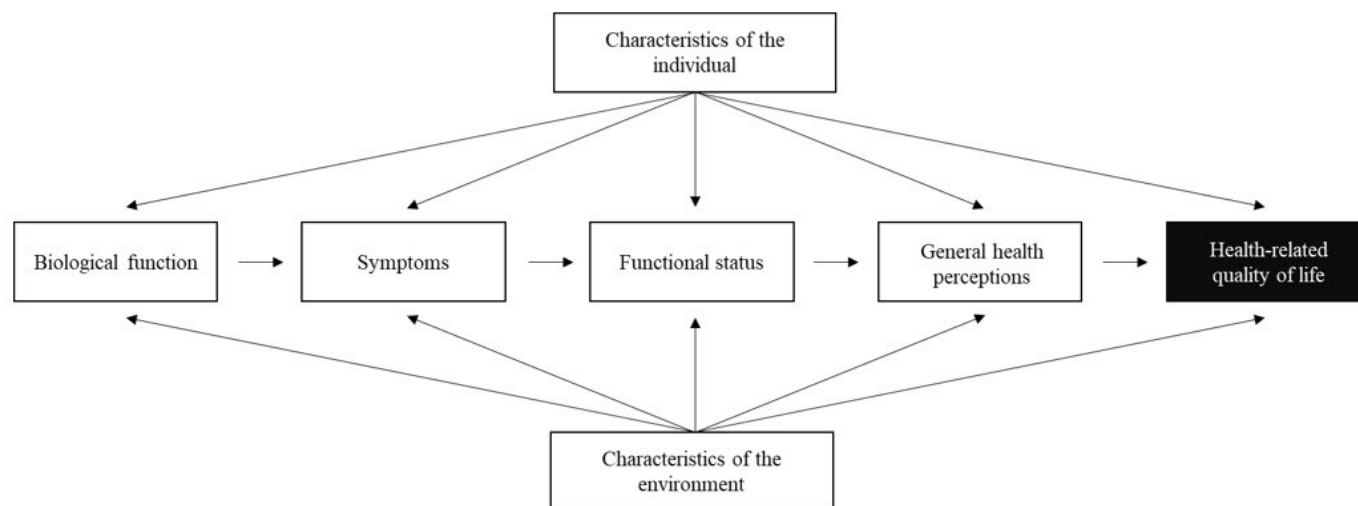 Characteristics of the
individual
Biological function
Symptoms
Functional status
General health
perceptions
Health-related
quality of life
Characteristics of the
environment